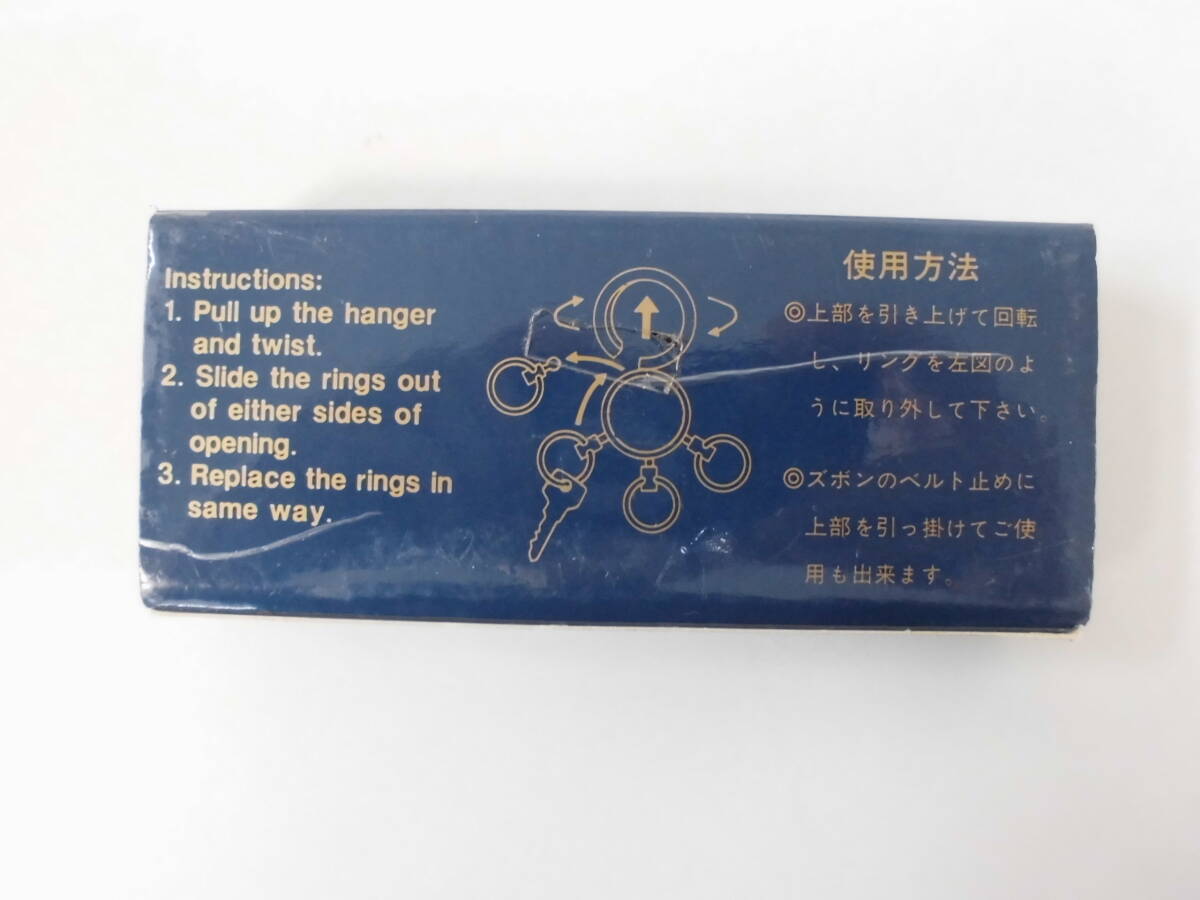 Instructions:
1. Pull up the hanger
and twist.
2. Slide the rings out
of either sides of
opening.
3. Replace the rings in
same way.
使用方法
◎上部を引き上げて回転
し、リングを左図のよ
うに取り外して下さい。
◎ズボンのベルト止めに
上部を引っ掛けてご使
用も出来ます。